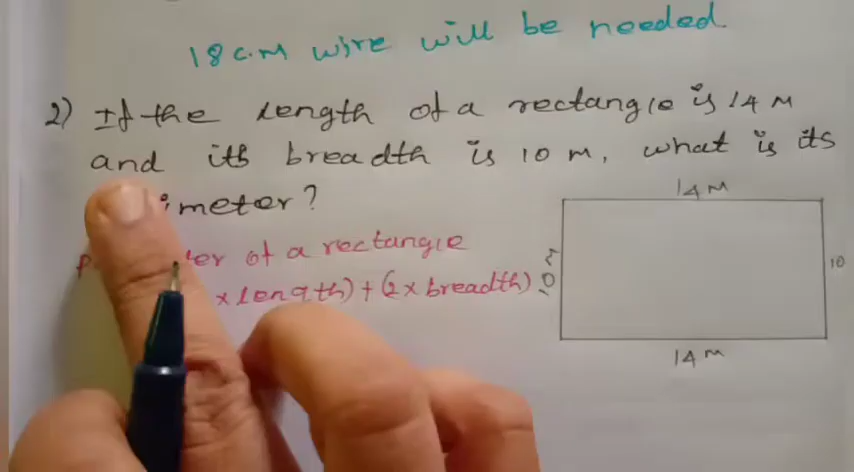 18 c.m wire will be needed.
2) If the length of a rectangle is 14 m
and its breadth is 10 m, what is its
imeter?
14 m
of a rectangle
10
x length) + (2 x breadth)
10 m
14 m